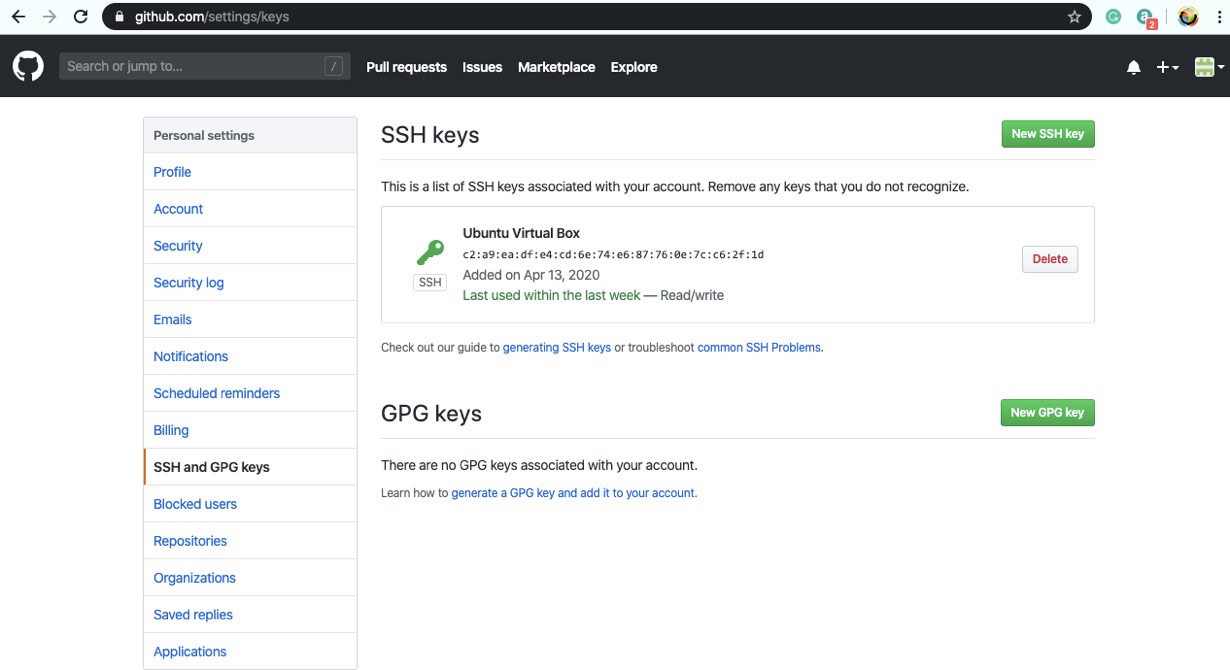 github.com/settings/keys
2
Search or jump to...
/
Pull requests Issues Marketplace Explore
Personal settings
Profile
Account
Security
Security log
Emails
Notifications
Scheduled reminders
Billing
SSH and GPG keys
Blocked users
Repositories
Organizations
Saved replies
Applications
SSH keys
New SSH key
This is a list of SSH keys associated with your account. Remove any keys that you do not recognize.
Ubuntu Virtual Box
c2:a9:ea:df:e4:cd:6e:74:e6:87:76:0e:7c:c6:2f:1d
SSH
Added on Apr 13, 2020
Last used within the last week — Read/write
Delete
Check out our guide to generating SSH keys or troubleshoot common SSH Problems.
GPG keys
New GPG key
There are no GPG keys associated with your account.
Learn how to generate a GPG key and add it to your account.